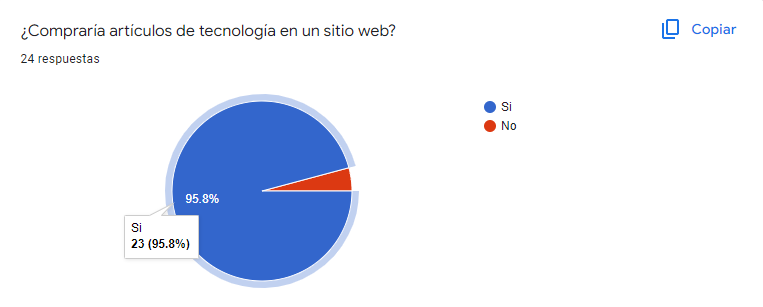 ¿Compraría artículos de tecnología en un sitio web?
Copiar
24 respuestas
Si
No
95.8%
Si
23 (95.8%)